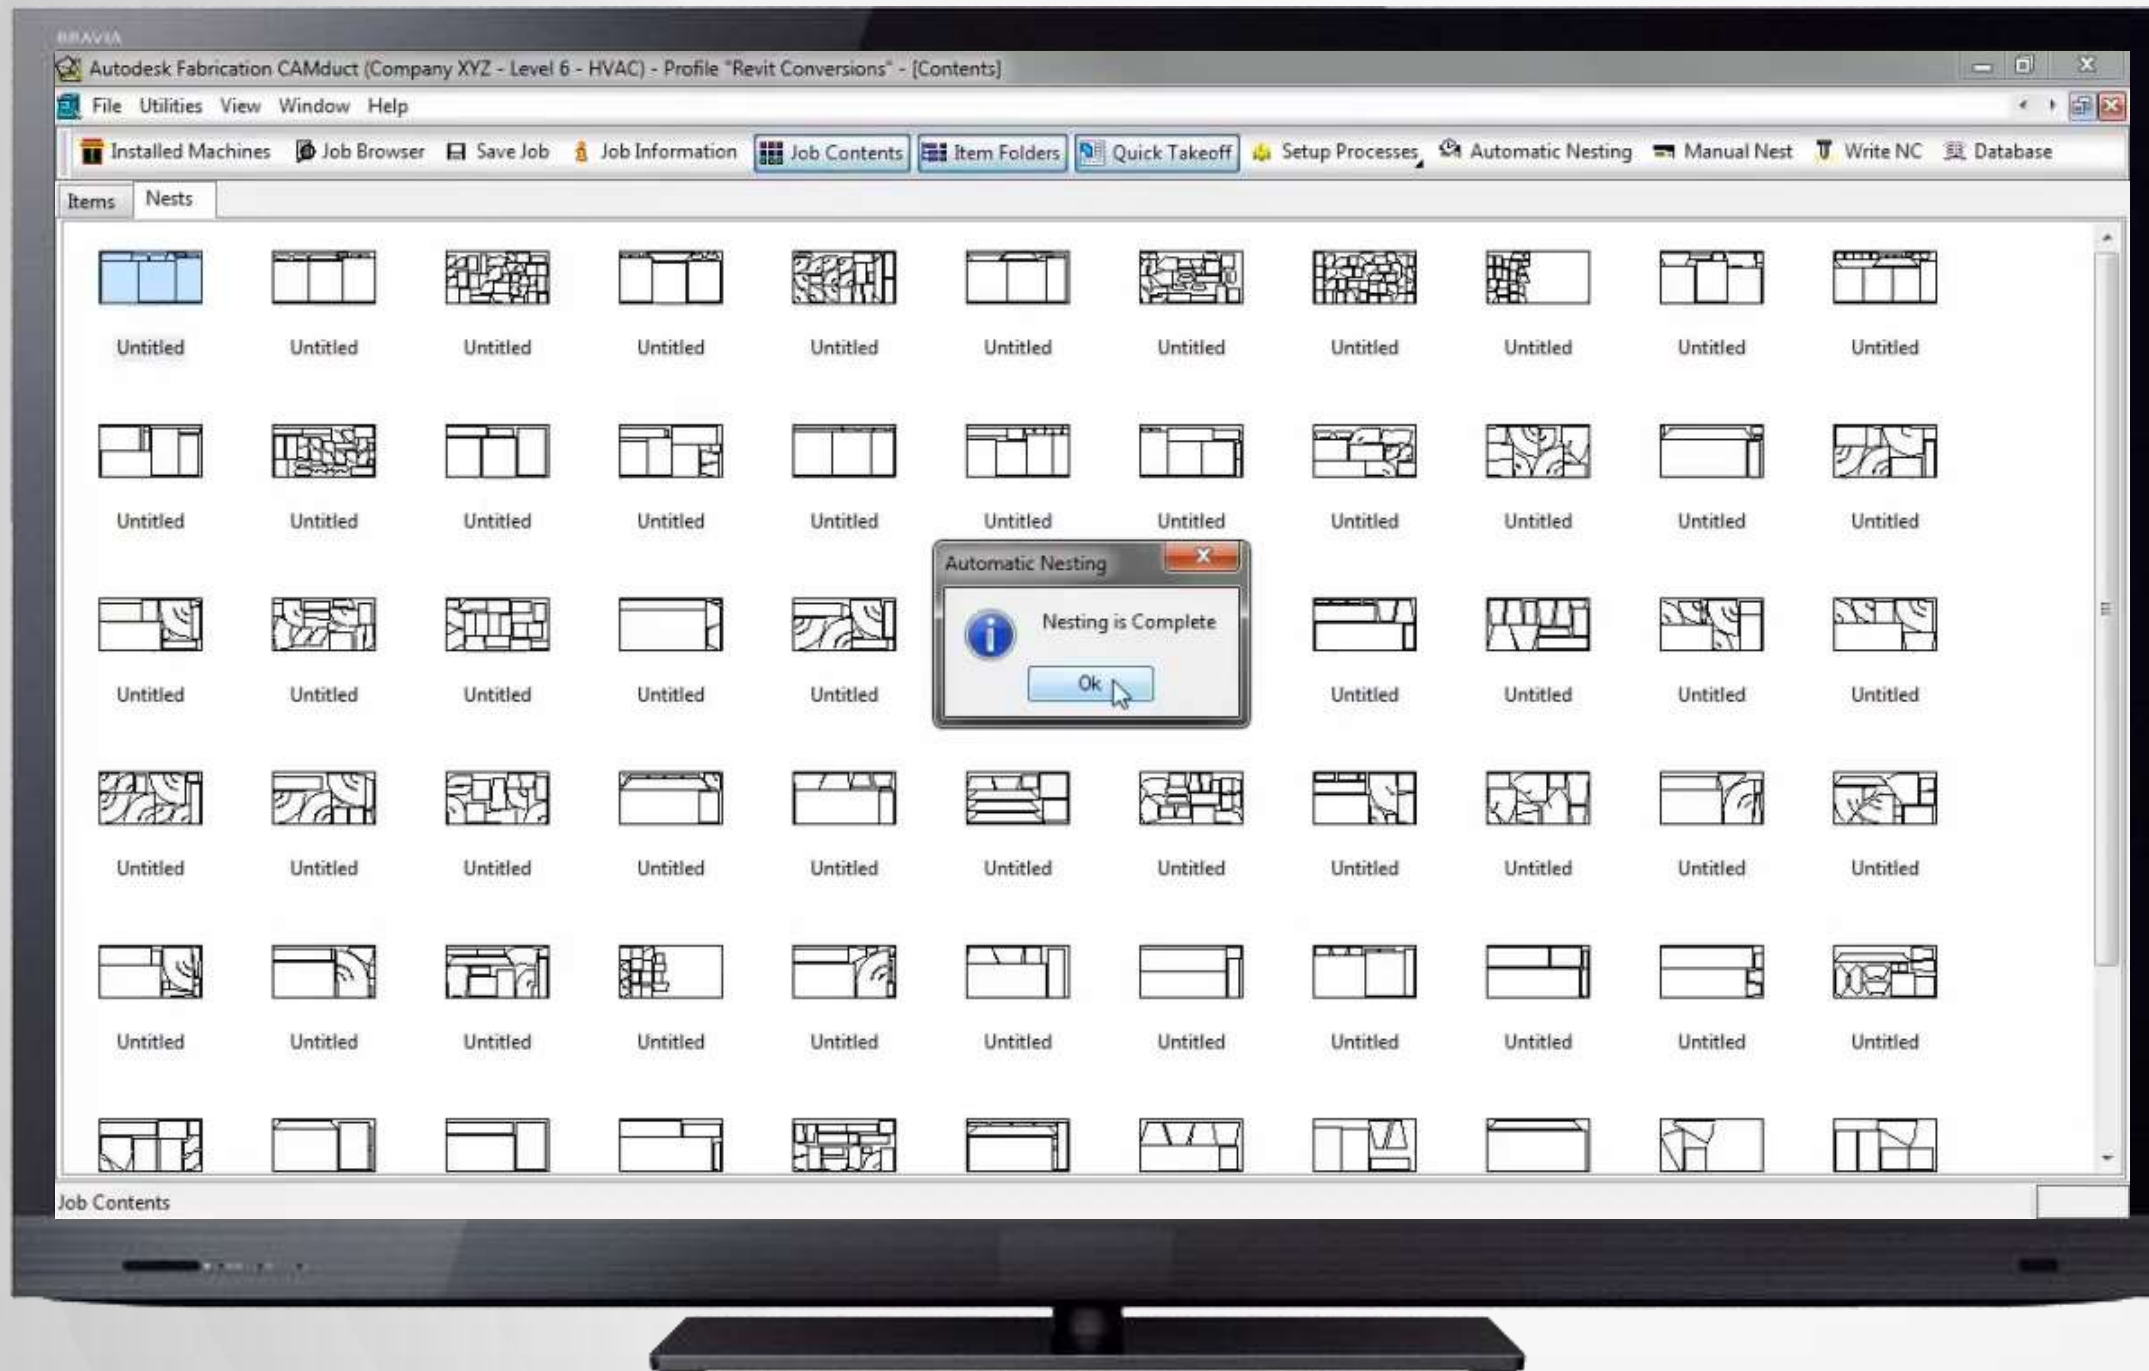 BRAVIA
Autodesk Fabrication CAMduct (Company XYZ - Level 6 - HVAC) - Profile "Revit Conversions" - [Contents]
File Utilities View Window Help
Installed Machines Job Browser Save Job Job Information Job Contents Item Folders Quick Takeoff Setup Processes Automatic Nesting Manual Nest Write NC Database
Items Nests
Untitled Untitled Untitled Untitled Untitled Untitled Untitled Untitled Untitled Untitled Untitled
Untitled Untitled Untitled Untitled Untitled Untitled Untitled Untitled Untitled Untitled Untitled
Automatic Nesting
Nesting is Complete
Ok
Untitled Untitled Untitled Untitled Untitled Untitled Untitled Untitled Untitled
Untitled Untitled Untitled Untitled Untitled Untitled Untitled Untitled Untitled Untitled Untitled
Untitled Untitled Untitled Untitled Untitled Untitled Untitled Untitled Untitled Untitled Untitled
Job Contents